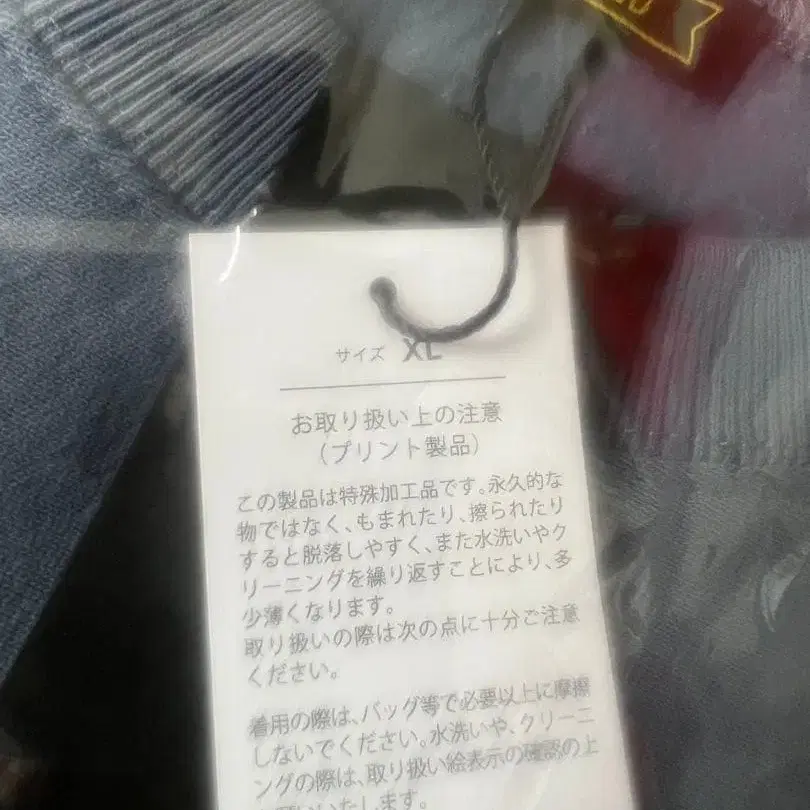 サイズ XL
お取り扱い上の注意
(プリント製品)
この製品は特殊加工品です。永久的な
物ではなく、もまれたり、擦られたり
すると脱落しやすく、また水洗いやク
リーニングを繰り返すことにより、多
少薄くなります。
取り扱いの際は次の点に十分ご注意
ください。
着用の際は、バッグ等で必要以上に摩擦
しないでください。水洗いや、クリーニ
ングの際は、取り扱い絵表示の確認の上
いいたします。